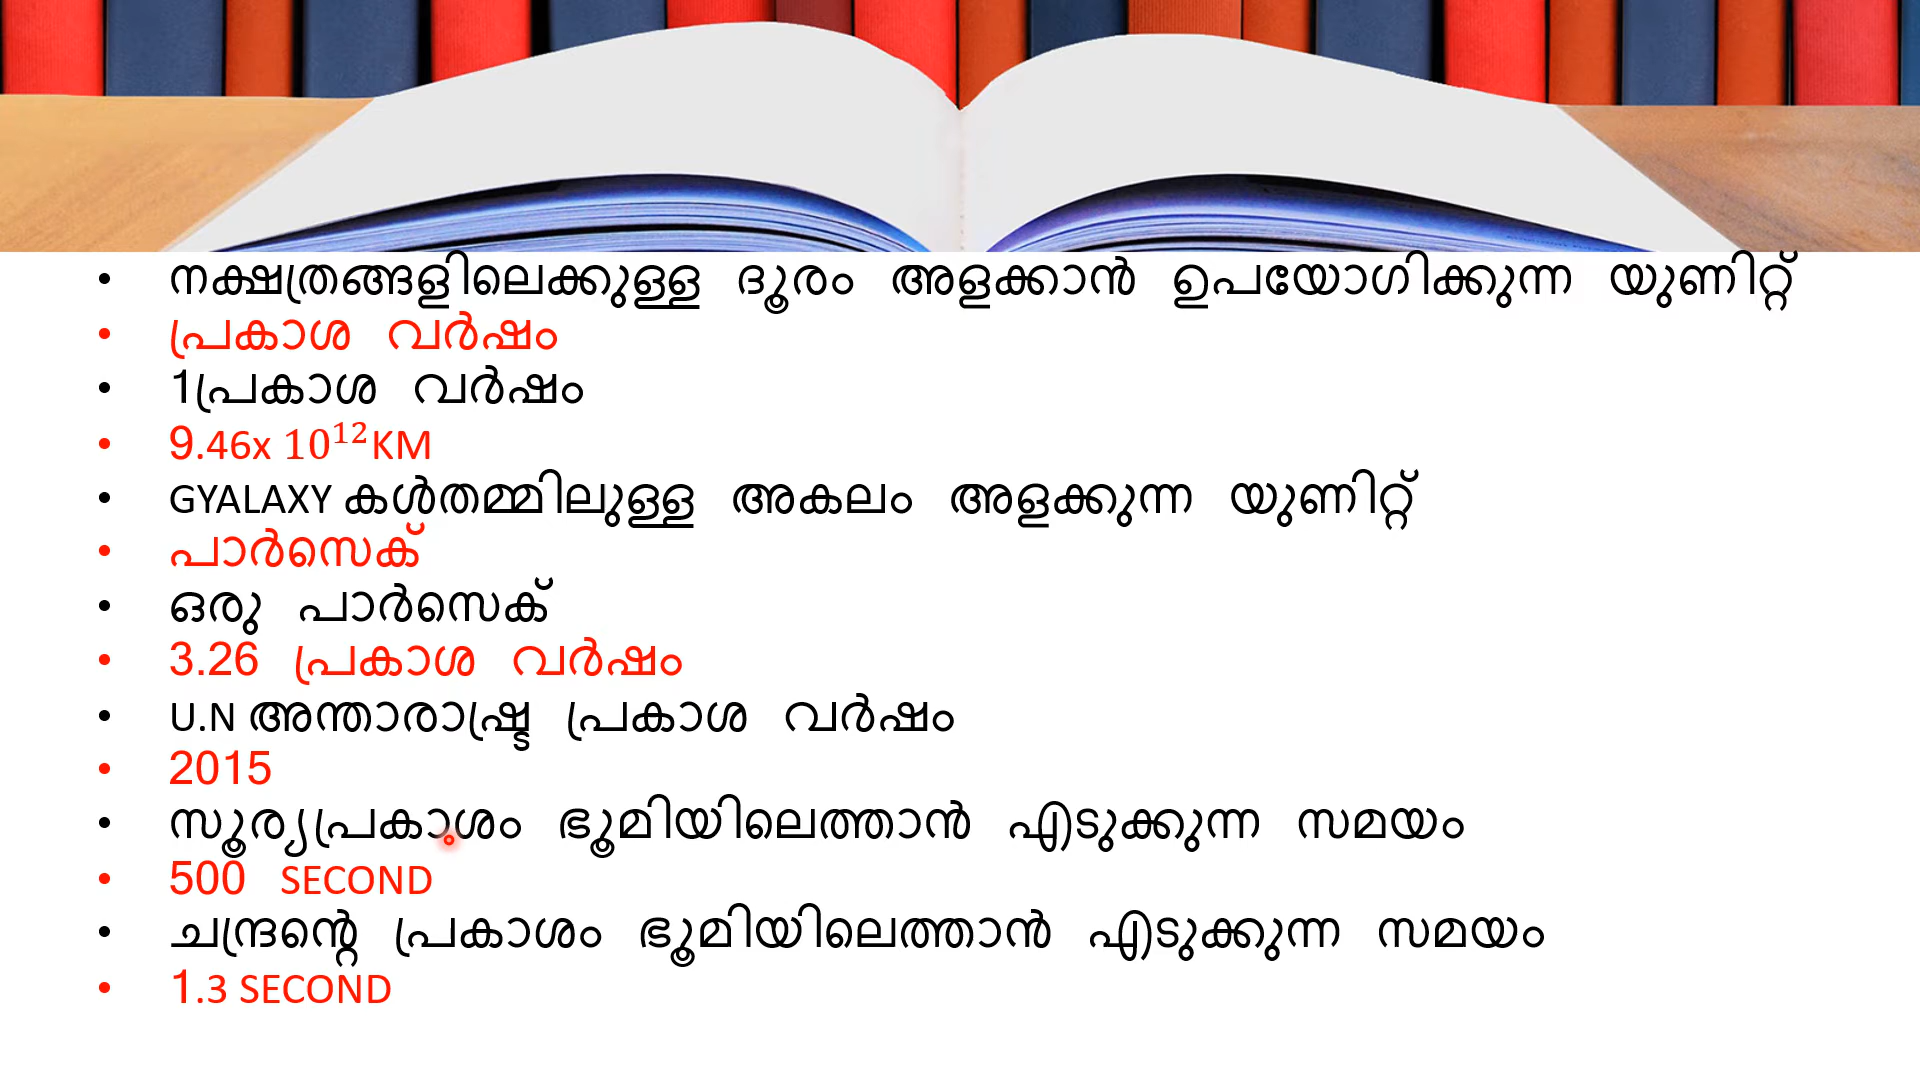 • നക്ഷത്രങ്ങളിലെക്കുള്ള ദൂരം അളക്കാൻ ഉപയോഗിക്കുന്ന യുണിറ്റ്
• പ്രകാശ വർഷം
• 1പ്രകാശ വർഷം
• 9.46x 10¹²KM
• GYALAXY കൾതമ്മിലുള്ള അകലം അളക്കുന്ന യുണിറ്റ്
• പാർസെക്
• ഒരു പാർസെക്
• 3.26 പ്രകാശ വർഷം
• U.N അന്താരാഷ്ട്ര പ്രകാശ വർഷം
• 2015
• സൂര്യപ്രകാശം ഭൂമിയിലെത്താൻ എടുക്കുന്ന സമയം
• 500 SECOND
• ചന്ദ്രന്റെ പ്രകാശം ഭൂമിയിലെത്താൻ എടുക്കുന്ന സമയം
• 1.3 SECOND